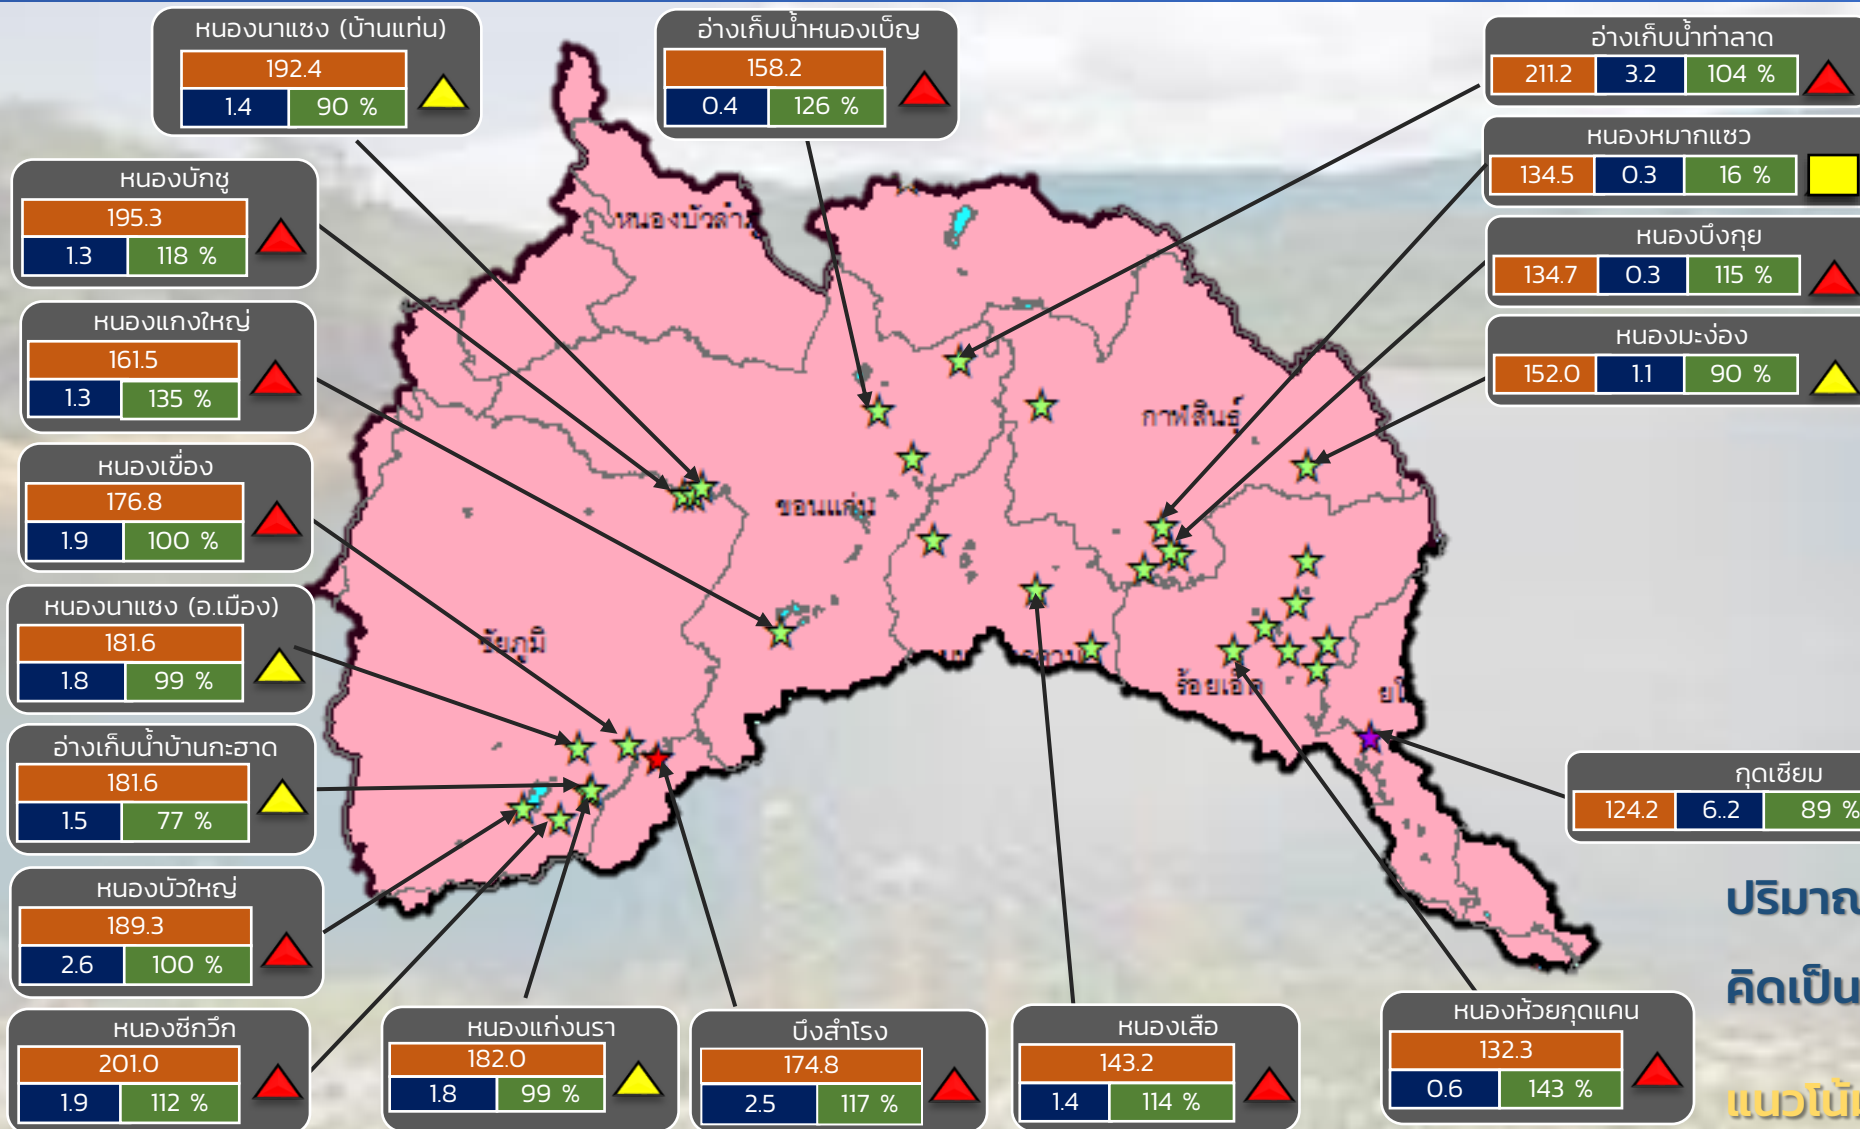 หนองนาแซง (บ้านแท่น)
192.4
1.4 90 %
อ่างเก็บน้ำหนองเบ็ญ
158.2
0.4 126 %
อ่างเก็บน้ำท่าลาด
211.2 3.2 104 %
หนองหมากแซว
134.5 0.3 16 %
หนองบึงกุย
134.7 0.3 115 %
หนองมะง่อง
152.0 1.1 90 %
หนองบักชู
195.3
1.3 118 %
หนองแกงใหญ่
161.5
1.3 135 %
หนองเขื่อง
176.8
1.9 100 %
หนองนาแซง (อ.เมือง)
181.6
1.8 99 %
อ่างเก็บน้ำบ้านกะฮาด
181.6
1.5 77 %
หนองบัวใหญ่
189.3
2.6 100 %
หนองซีกวึก
201.0
1.9 112 %
หนองแก่งนรา
182.0
1.8 99 %
บึงสำโรง
174.8
2.5 117 %
หนองเสือ
143.2
1.4 114 %
หนองห้วยกุดแคน
132.3
0.6 143 %
กุดเชียม
124.2 6..2 89 %
หนองบัวลำภ
กาฬสินธุ์
ขอนแก่น
ชัยภูมิ
ร้อยเอ็ด
ปริมาณ
คิดเป็น
แนวโน้ม